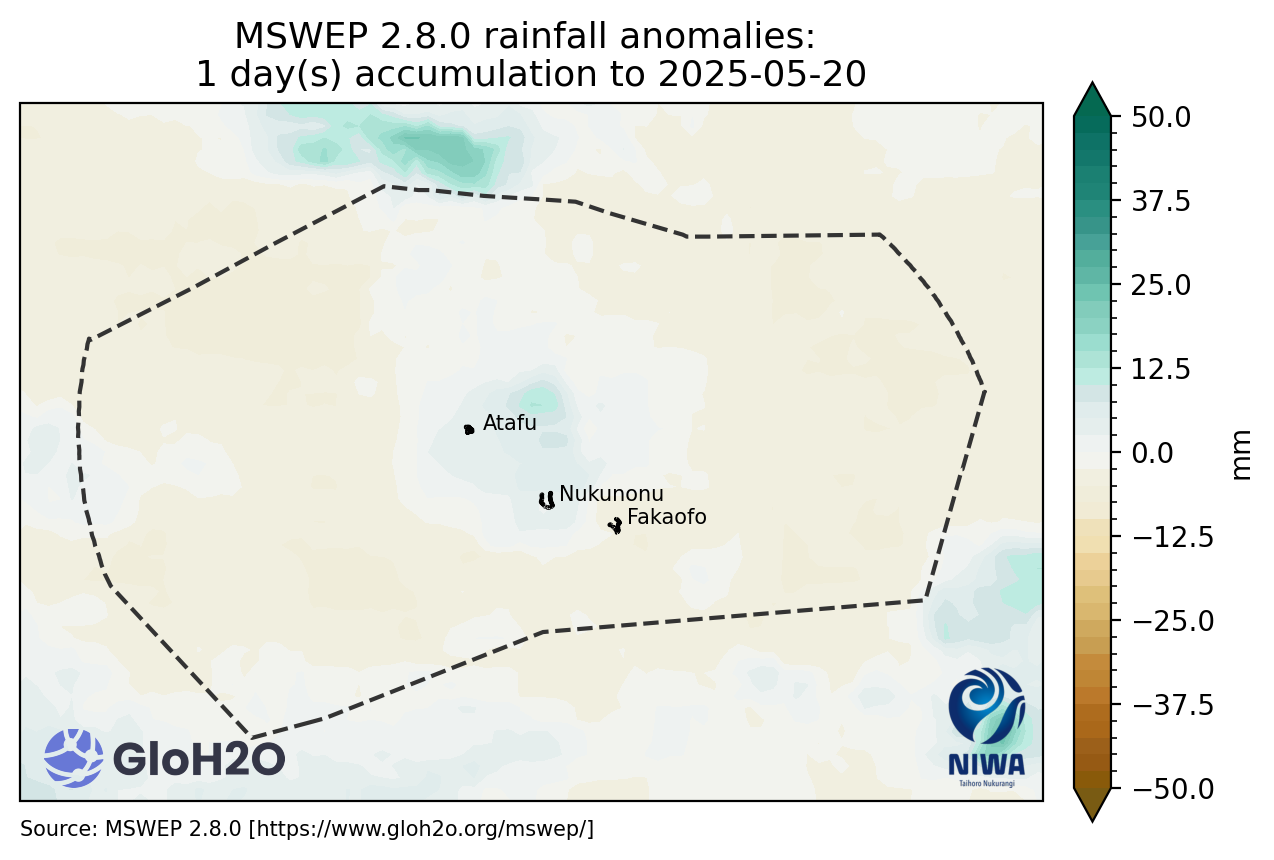 MSWEP 2.8.0 rainfall anomalies:
1 day(s) accumulation to 2025-05-20
50.0
37.5
25.0
12.5
0.0
−12.5
−25.0
−37.5
−50.0
mm
Atafu
Nukunonu
Fakaofo
GloH2O
NIWA
Taihoro Nukurangi
Source: MSWEP 2.8.0 [https://www.gloh2o.org/mswep/]